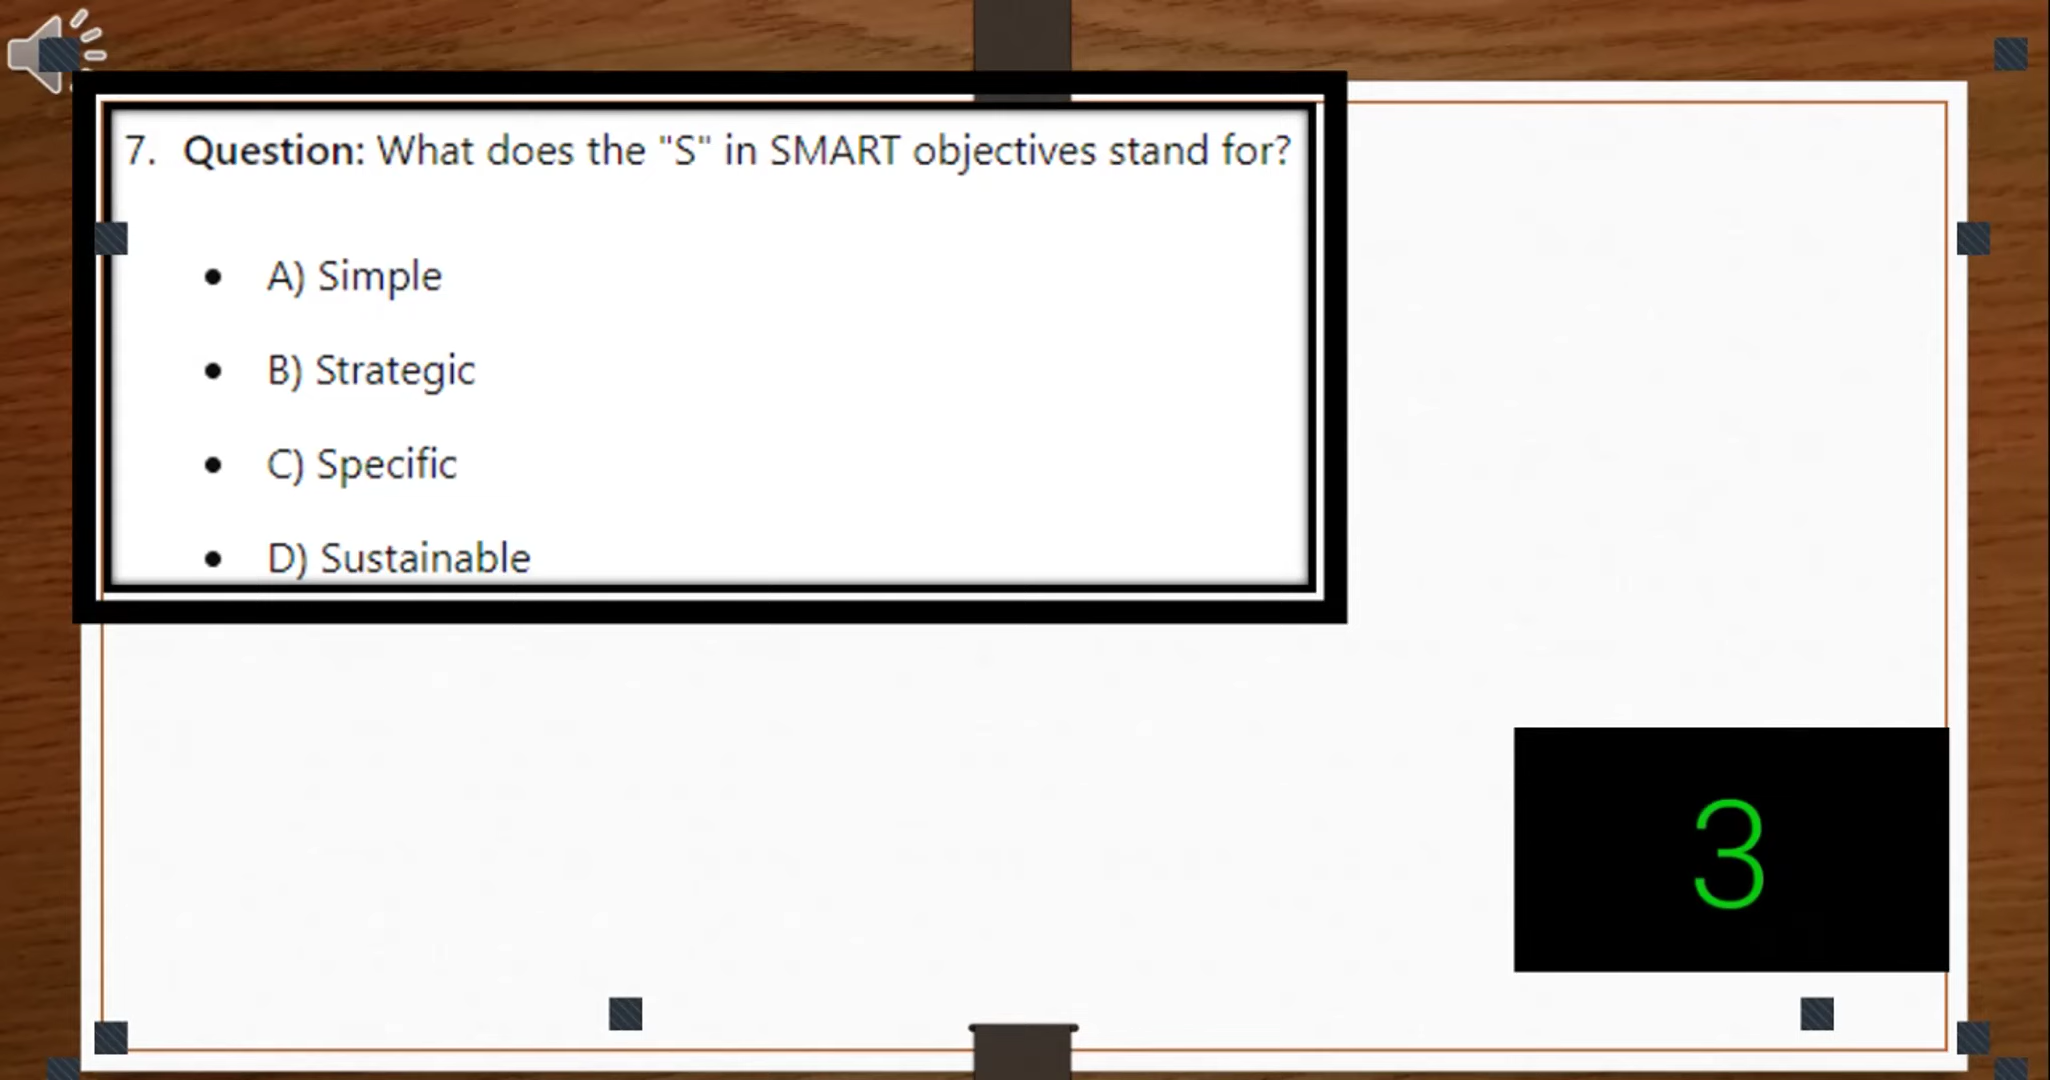 7. Question: What does the "S" in SMART objectives stand for?
• A) Simple
• B) Strategic
• C) Specific
• D) Sustainable
3